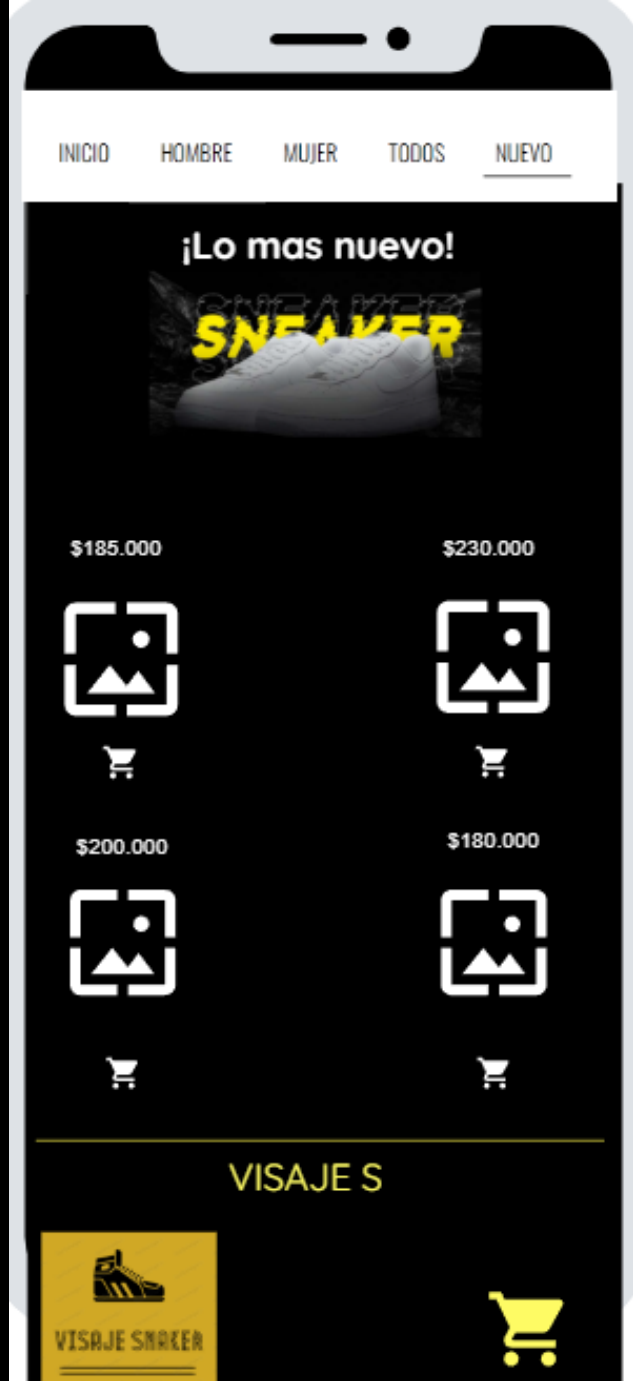 INICIO HOMBRE MUJER TODOS NUEVO
¡Lo mas nuevo!
SNEAKER
$185.000 $230.000
$200.000 $180.000
VISAJE S
VISAJE SNAKER